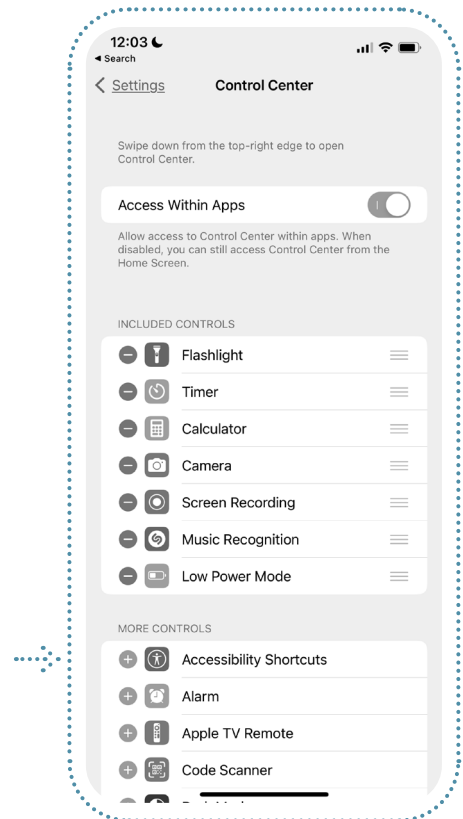 12:03
◀ Search
Settings
Control Center
Swipe down from the top-right edge to open
Control Center.
Access Within Apps
Allow access to Control Center within apps. When
disabled, you can still access Control Center from the
Home Screen.
INCLUDED CONTROLS
Flashlight
Timer
Calculator
Camera
Screen Recording
Music Recognition
Low Power Mode
MORE CONTROLS
Accessibility Shortcuts
Alarm
Apple TV Remote
Code Scanner